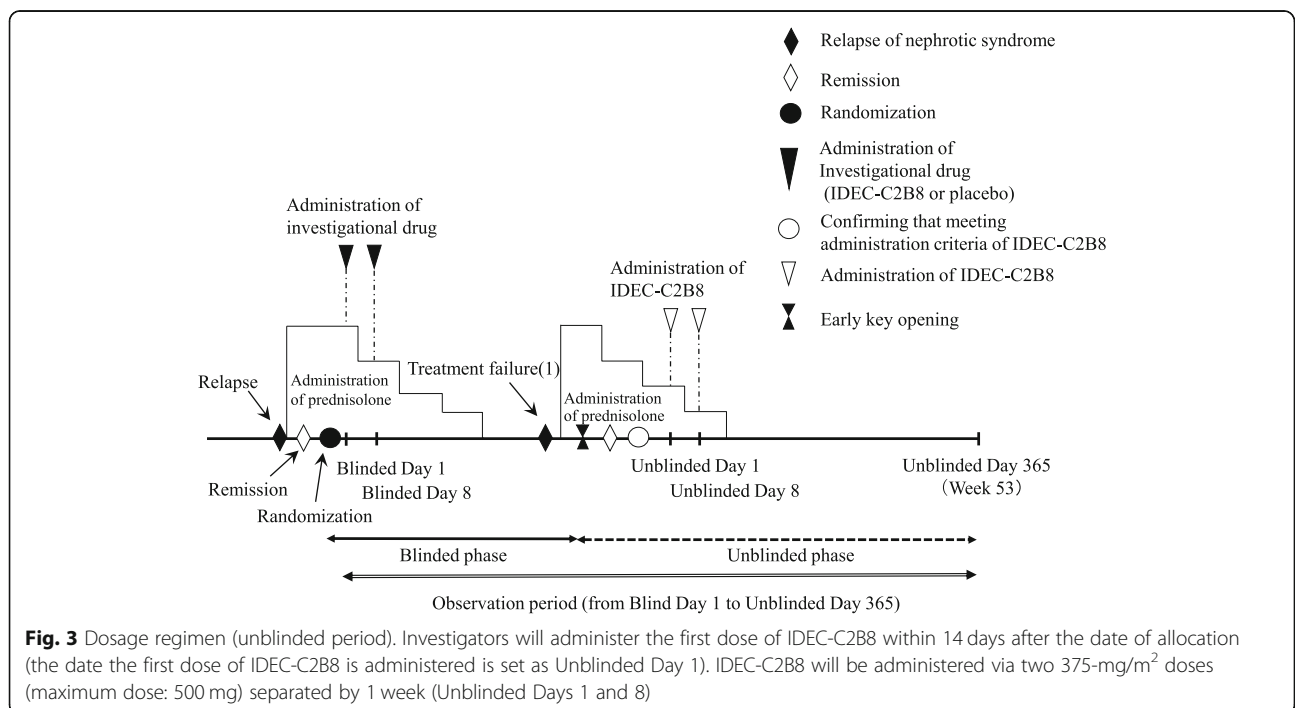 Relapse of nephrotic syndrome
Remission
Randomization
Administration of
Investigational drug
(IDEC-C2B8 or placebo)
Confirming that meeting
administration criteria of IDEC-C2B8
Administration of IDEC-C2B8
Early key opening
Administration of
investigational drug
Administration of
IDEC-C2B8
Treatment failure(1)
Relapse
Administration
of prednisolone
Administration
of prednisolone
Blinded Day 1
Blinded Day 8
Remission
Randomization
Unblinded Day 1
Unblinded Day 8
Unblinded Day 365
(Week 53)
Blinded phase
Unblinded phase
Observation period (from Blind Day 1 to Unblinded Day 365)
Fig. 3 Dosage regimen (unblinded period). Investigators will administer the first dose of IDEC-C2B8 within 14 days after the date of allocation
(the date the first dose of IDEC-C2B8 is administered is set as Unblinded Day 1). IDEC-C2B8 will be administered via two 375-mg/m² doses
(maximum dose: 500 mg) separated by 1 week (Unblinded Days 1 and 8)